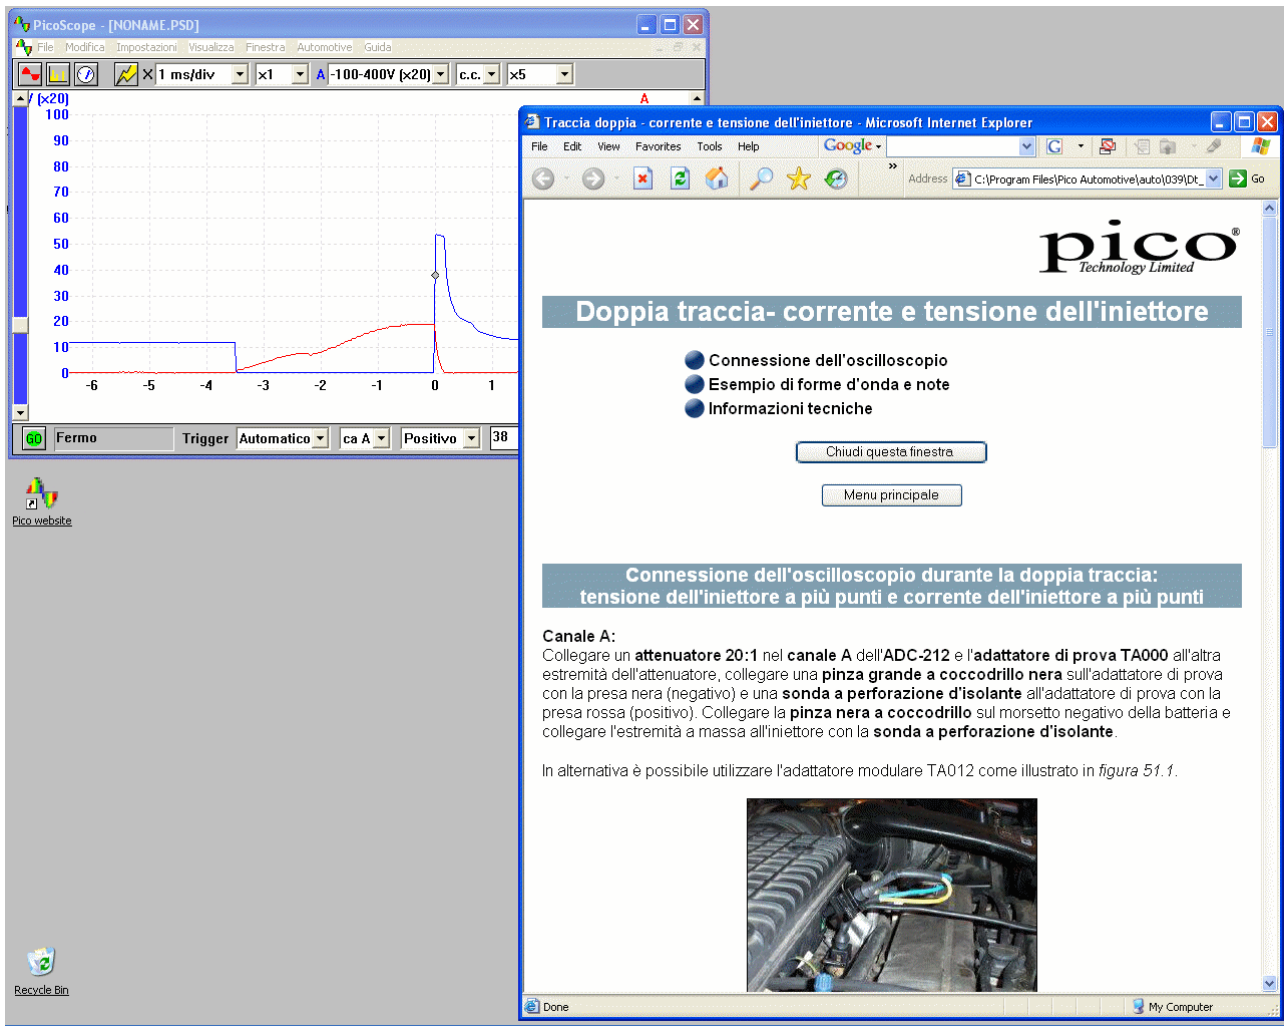 PicoScope - [NONAME.PSD]
File Modifica Impostazioni Visualizza Finestra Automotive Guida
X 1 ms/div x1 A -100-400V (x20) c.c. x5
V (x20)
A
100
90
80
70
60
50
40
30
20
10
0
-6 -5 -4 -3 -2 -1 0 1
GO Fermo Trigger Automatico ca A Positivo 38
Pico website
Recycle Bin
Traccia doppia - corrente e tensione dell'iniettore - Microsoft Internet Explorer
File Edit View Favorites Tools Help Google G
» Address C:\Program Files\Pico Automotive\auto\039\Dt_ Go
pico®
Technology Limited
Doppia traccia- corrente e tensione dell'iniettore
Connessione dell'oscilloscopio
Esempio di forme d'onda e note
Informazioni tecniche
Chiudi questa finestra
Menu principale
Connessione dell'oscilloscopio durante la doppia traccia:
tensione dell'iniettore a più punti e corrente dell'iniettore a più punti
Canale A:
Collegare un attenuatore 20:1 nel canale A dell'ADC-212 e l'adattatore di prova TA000 all'altra
estremità dell'attenuatore, collegare una pinza grande a coccodrillo nera sull'adattatore di prova
con la presa nera (negativo) e una sonda a perforazione d'isolante all'adattatore di prova con la
presa rossa (positivo). Collegare la pinza nera a coccodrillo sul morsetto negativo della batteria e
collegare l'estremità a massa all'iniettore con la sonda a perforazione d'isolante.
In alternativa è possibile utilizzare l'adattatore modulare TA012 come illustrato in figura 51.1.
Done
My Computer